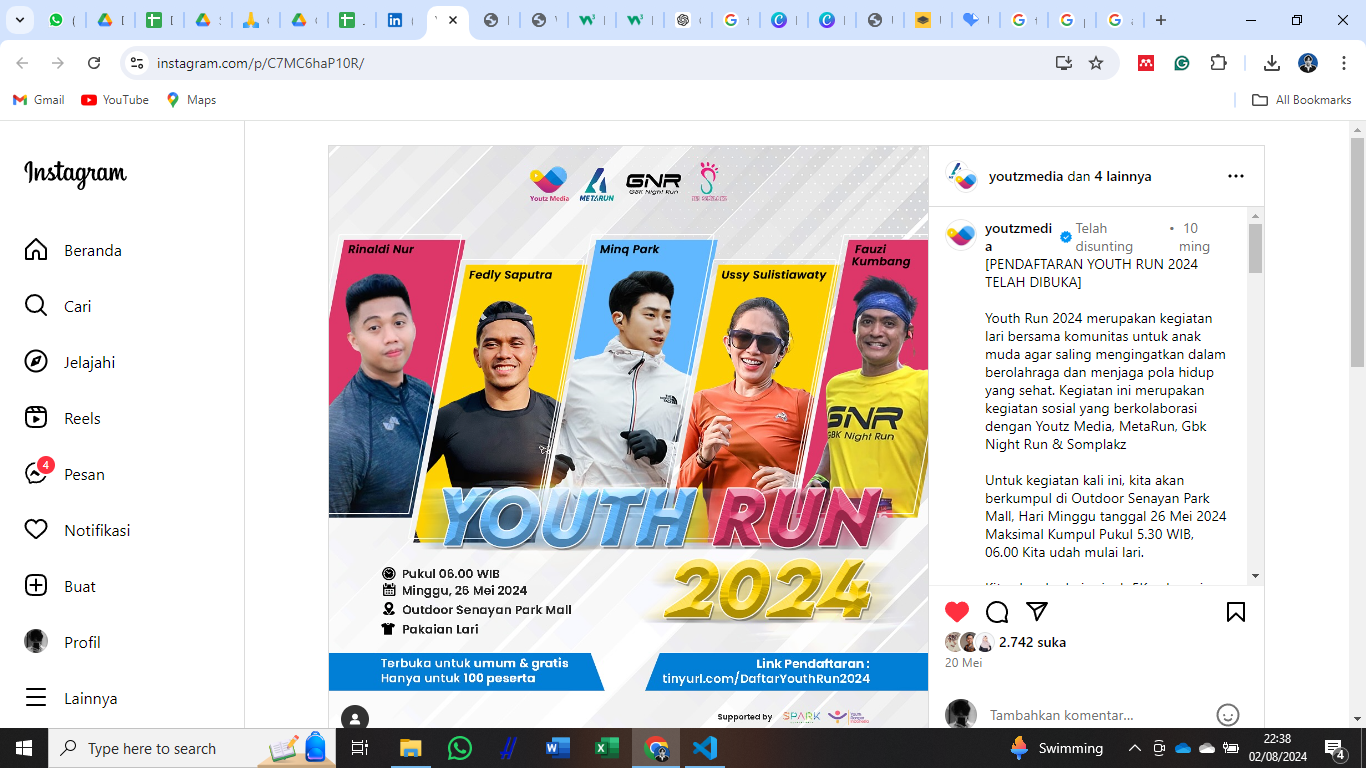 instagram.com/p/C7MC6haP10R/
Gmail
YouTube
Maps
All Bookmarks
Instagram
Beranda
Cari
Jelajahi
Reels
4
Pesan
Notifikasi
Buat
Profil
Lainnya
Youtz Media
METARUN
GNR
GBK Night Run
Rinaldi Nur
Fedly Saputra
Minq Park
Ussy Sulistiawaty
Fauzi
Kumbang
THE NORTH FACE
GNR
GBK Night Run
YOUTH RUN
2024
Pukul 06.00 WIB
Minggu, 26 Mei 2024
Outdoor Senayan Park Mall
Pakaian Lari
Terbuka untuk umum & gratis
Hanya untuk 100 peserta
Link Pendaftaran :
tinyurl.com/DaftarYouthRun2024
Supported by
SPARK
youtzmedia dan 4 lainnya
youtzmedi
a
Telah
disunting
• 10
ming
[PENDAFTARAN YOUTH RUN 2024
TELAH DIBUKA]
Youth Run 2024 merupakan kegiatan
lari bersama komunitas untuk anak
muda agar saling mengingatkan dalam
berolahraga dan menjaga pola hidup
yang sehat. Kegiatan ini merupakan
kegiatan sosial yang berkolaborasi
dengan Youtz Media, MetaRun, Gbk
Night Run & Somplakz
Untuk kegiatan kali ini, kita akan
berkumpul di Outdoor Senayan Park
Mall, Hari Minggu tanggal 26 Mei 2024
Maksimal Kumpul Pukul 5.30 WIB,
06.00 Kita udah mulai lari.
2.742 suka
20 Mei
Tambahkan komentar...
Type here to search
Swimming
22:38
02/08/2024
4